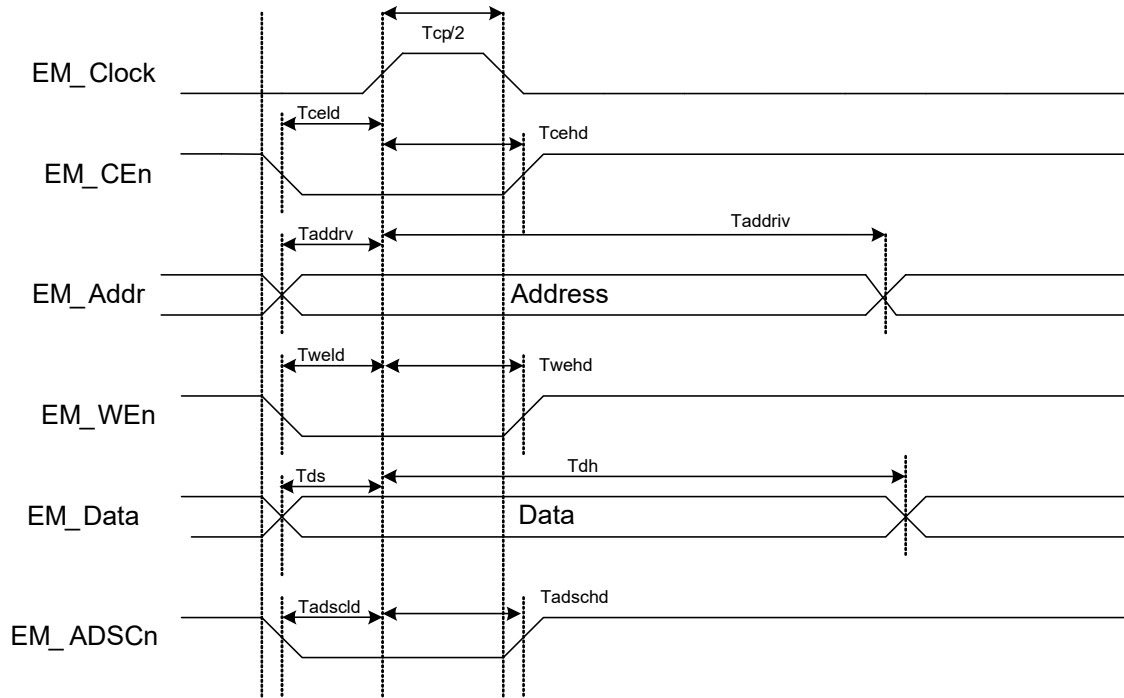 Tcp/2
EM_Clock
Tceld
Tcehd
EM_CEn
Taddrv
Taddriv
EM_Addr
Address
Tweld
Twehd
EM_WEn
Tds
Tdh
EM_Data
Data
Tadscld
Tadschd
EM_ADSCn